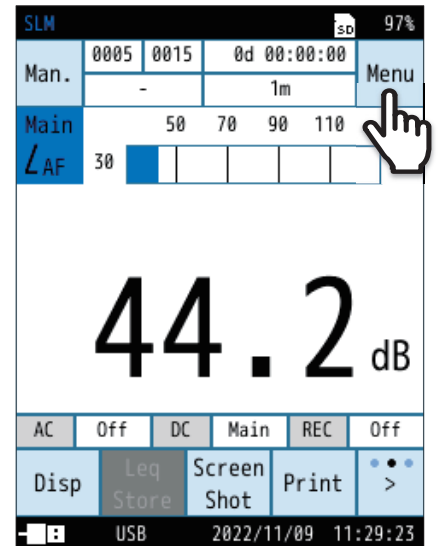 SLM SD 97%
Man. 0005 0015 0d 00:00:00 Menu
- 1m
Main 50 70 90 110
LAF 30
44.2 dB
AC Off DC Main REC Off
Disp Leq Store Screen Shot Print >
USB 2022/11/09 11:29:23